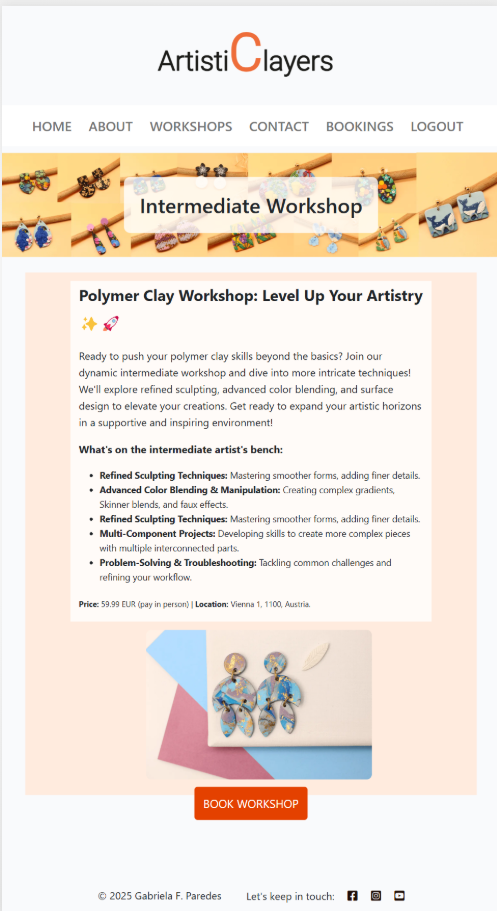 ArtistiClayers
HOME ABOUT WORKSHOPS CONTACT BOOKINGS LOGOUT
Intermediate Workshop
Polymer Clay Workshop: Level Up Your Artistry
✨🚀
Ready to push your polymer clay skills beyond the basics? Join our
dynamic intermediate workshop and dive into more intricate techniques!
We'll explore refined sculpting, advanced color blending, and surface
design to elevate your creations. Get ready to expand your artistic horizons
in a supportive and inspiring environment!
What's on the intermediate artist's bench:
• Refined Sculpting Techniques: Mastering smoother forms, adding finer details.
• Advanced Color Blending & Manipulation: Creating complex gradients,
Skinner blends, and faux effects.
• Refined Sculpting Techniques: Mastering smoother forms, adding finer details.
• Multi-Component Projects: Developing skills to create more complex pieces
with multiple interconnected parts.
• Problem-Solving & Troubleshooting: Tackling common challenges and
refining your workflow.
Price: 59.99 EUR (pay in person) | Location: Vienna 1, 1100, Austria.
BOOK WORKSHOP
© 2025 Gabriela F. Paredes Let's keep in touch: